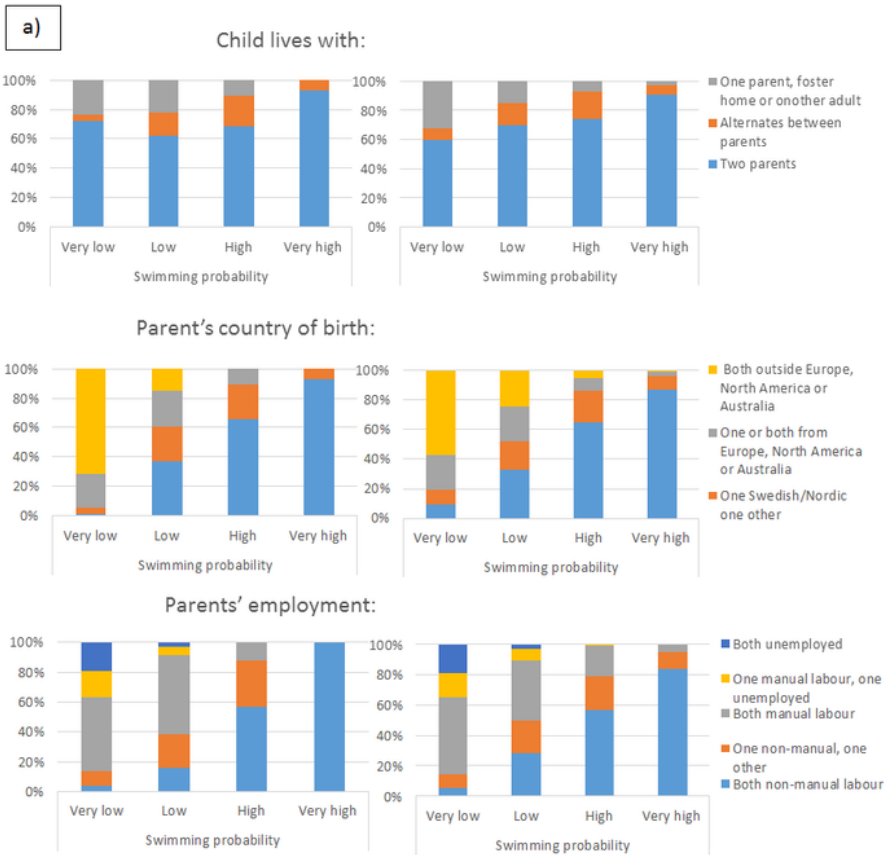 a)
Child lives with:
100%
80%
60%
40%
20%
0%
Very low Low High Very high
Swimming probability
100%
80%
60%
40%
20%
0%
Very low Low High Very high
Swimming probability
One parent, foster
home or onother adult
Alternates between
parents
Two parents
Parent's country of birth:
100%
80%
60%
40%
20%
0%
Very low Low High Very high
Swimming probability
100%
80%
60%
40%
20%
0%
Very low Low High Very high
Swimming probability
Both outside Europe,
North America or
Australia
One or both from
Europe, North America
or Australia
One Swedish/Nordic
one other
Parents' employment:
100%
80%
60%
40%
20%
0%
Very low Low High Very high
Swimming probability
100%
80%
60%
40%
20%
0%
Very low Low High Very high
Swimming probability
Both unemployed
One manual labour, one
unemployed
Both manual labour
One non-manual, one
other
Both non-manual labour